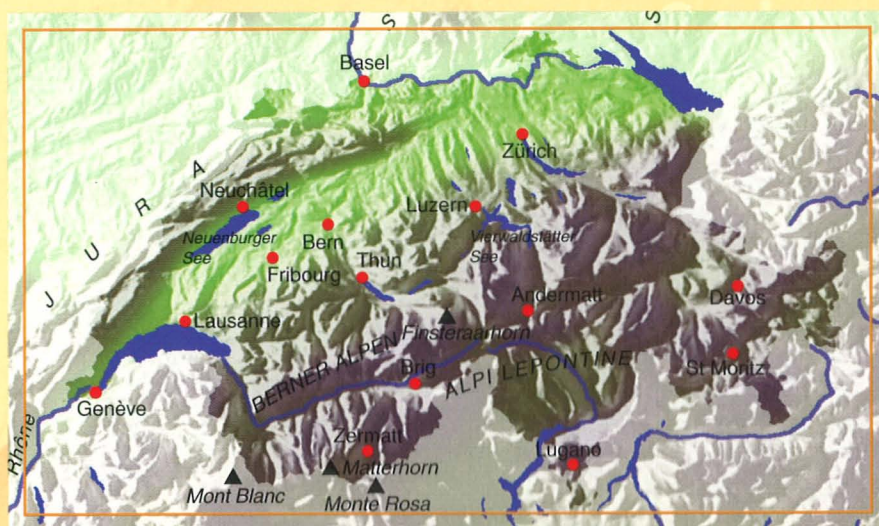 S
S
Basel
Zürich
JURA
Neuchâtel
Luzern
Neuenburger
See
Bern
Vierwaldstätter
See
Fribourg
Thun
Andermatt
Davos
Lausanne
Finsteraarhorn
BERNER ALPEN
Brig
ALPI LEPONTINE
St Moritz
Genève
Rhône
Zermatt
Matterhorn
Lugano
Mont Blanc
Monte Rosa